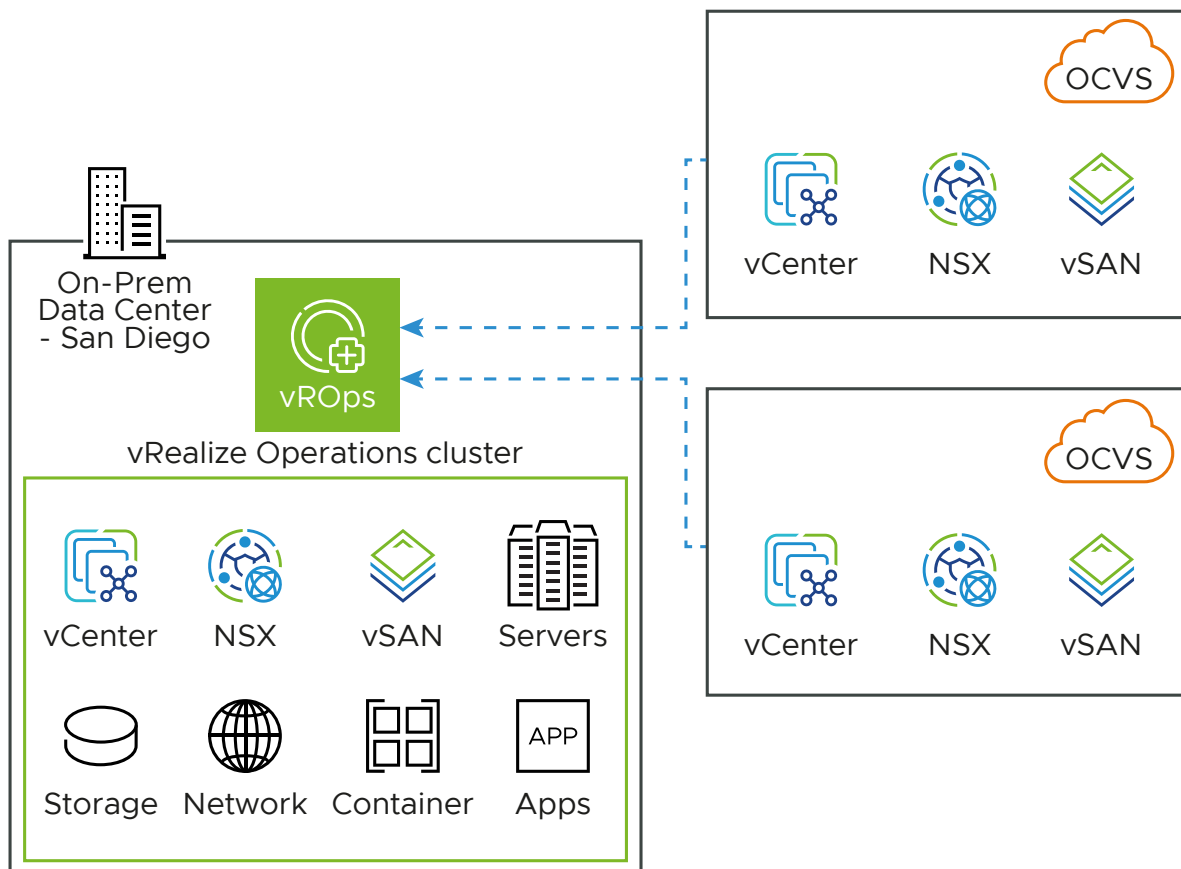 On-Prem
Data Center
- San Diego
vROps
vRealize Operations cluster
vCenter
NSX
vSAN
Servers
Storage
Network
Container
APP
Apps
OCVS
vCenter
NSX
vSAN
OCVS
vCenter
NSX
vSAN